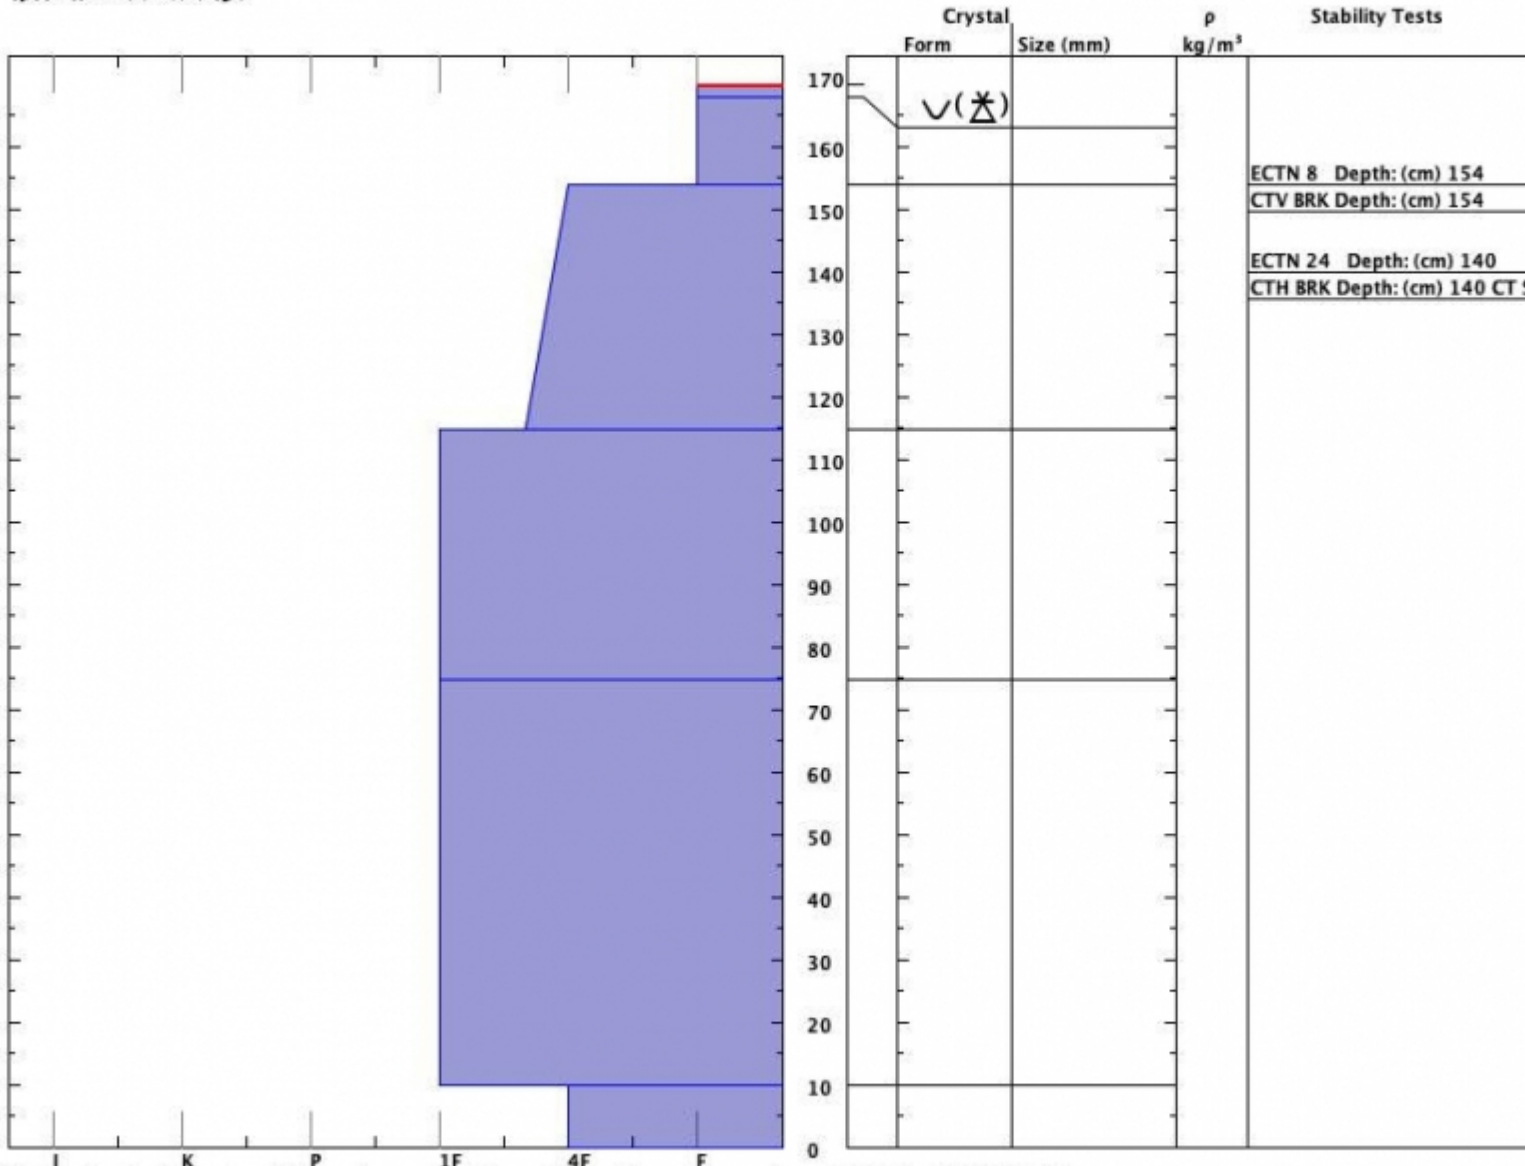 Crystal ρ Stability Tests
Form Size (mm) kg/m³
170
160
ECTN 8 Depth: (cm) 154
CTV BRK Depth: (cm) 154
150
ECTN 24 Depth: (cm) 140
140
CTH BRK Depth: (cm) 140 CT
130
120
110
100
90
80
70
60
50
40
30
20
10
0
I K P 1F 4F F